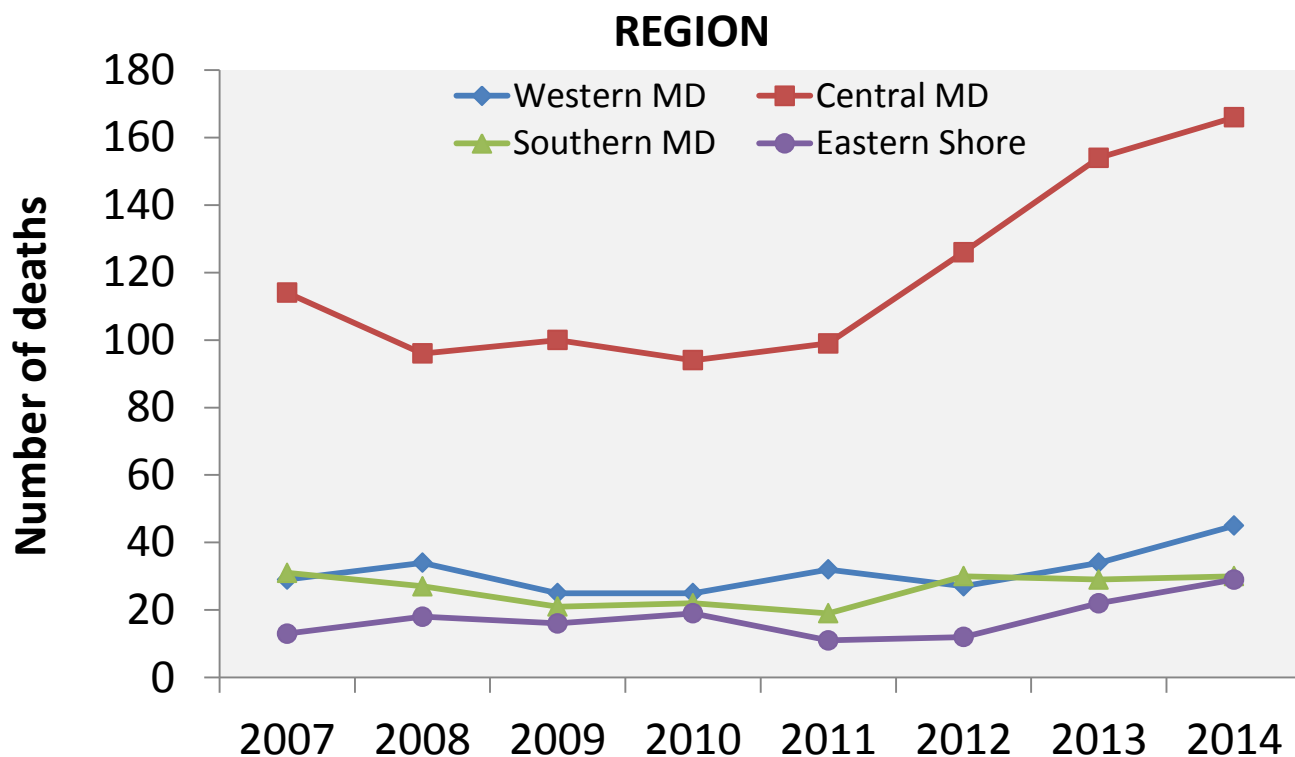 REGION
Western MD
Central MD
Southern MD
Eastern Shore
Number of deaths
180
160
140
120
100
80
60
40
20
0
2007 2008 2009 2010 2011 2012 2013 2014